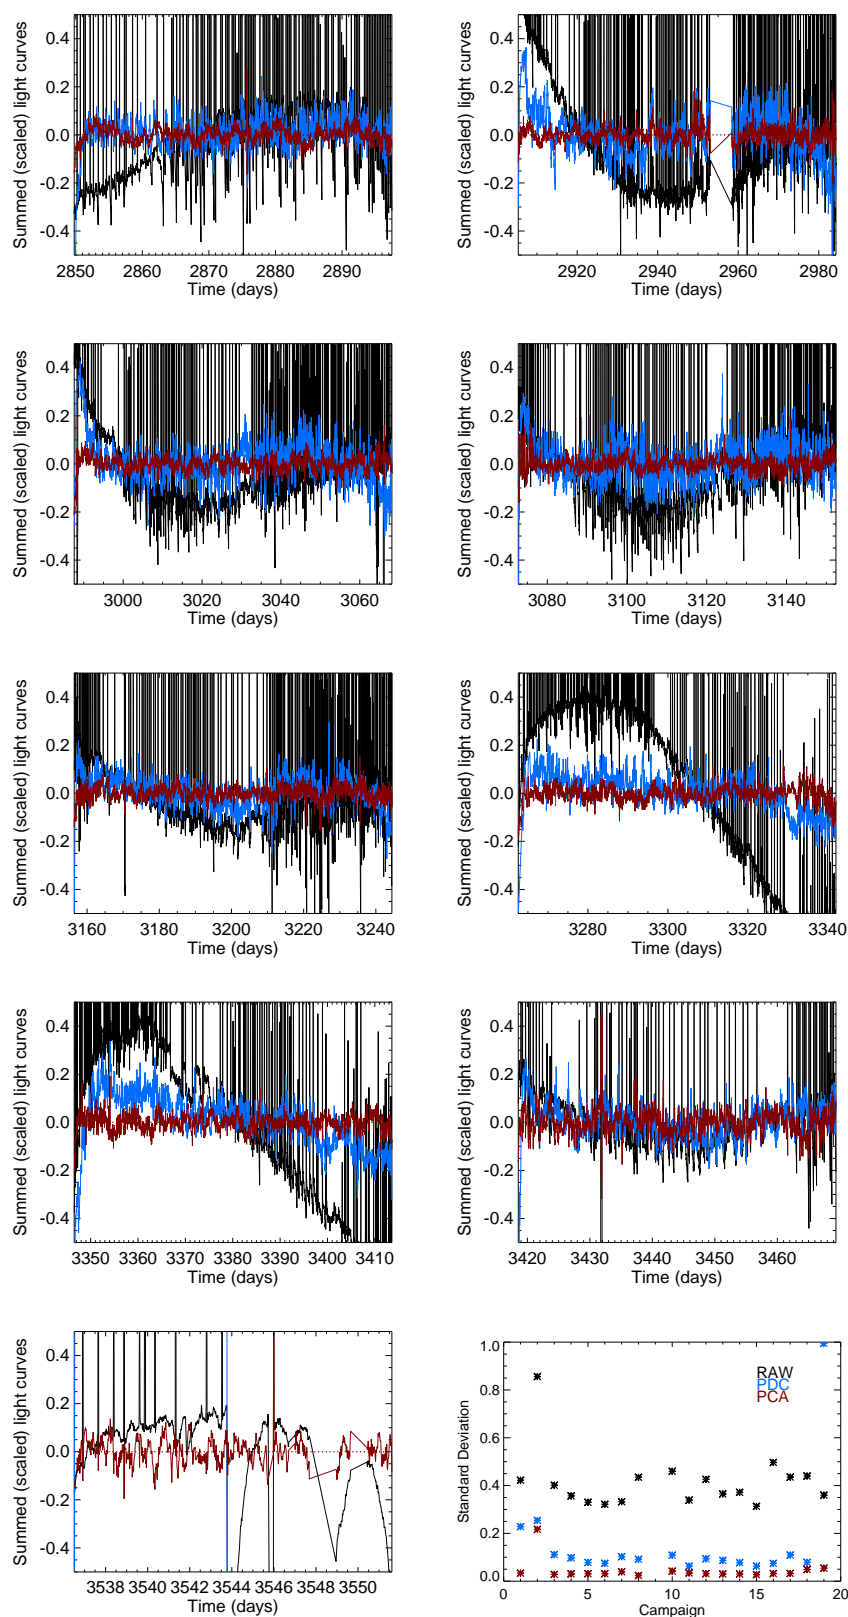 Summed (scaled) light curves
0.4
0.2
0.0
-0.2
-0.4
2850 2860 2870 2880 2890
Time (days)
Summed (scaled) light curves
0.4
0.2
0.0
-0.2
-0.4
2920 2940 2960 2980
Time (days)
Summed (scaled) light curves
0.4
0.2
0.0
-0.2
-0.4
3000 3020 3040 3060
Time (days)
Summed (scaled) light curves
0.4
0.2
0.0
-0.2
-0.4
3080 3100 3120 3140
Time (days)
Summed (scaled) light curves
0.4
0.2
0.0
-0.2
-0.4
3160 3180 3200 3220 3240
Time (days)
Summed (scaled) light curves
0.4
0.2
0.0
-0.2
-0.4
3280 3300 3320 3340
Time (days)
Summed (scaled) light curves
0.4
0.2
0.0
-0.2
-0.4
3350 3360 3370 3380 3390 3400 3410
Time (days)
Summed (scaled) light curves
0.4
0.2
0.0
-0.2
-0.4
3420 3430 3440 3450 3460
Time (days)
Summed (scaled) light curves
0.4
0.2
0.0
-0.2
-0.4
3538 3540 3542 3544 3546 3548 3550
Time (days)
Standard Deviation
1.0
0.8
0.6
0.4
0.2
0.0
RAW
PDC
PCA
0 5 10 15 20
Campaign